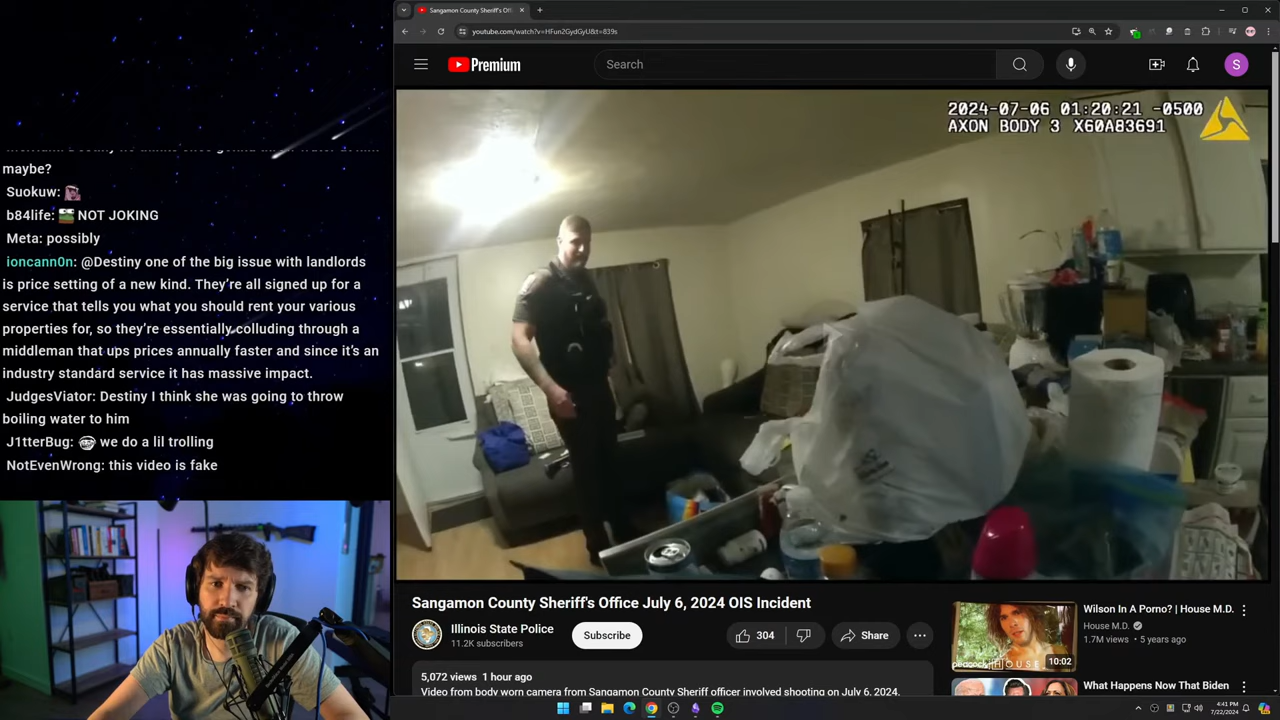 maybe?
Suokuw:
b84life: NOT JOKING
Meta: possibly
ioncann0n: @Destiny one of the big issue with landlords
is price setting of a new kind. They're all signed up for a
service that tells you what you should rent your various
properties for, so they're essentially colluding through a
middleman that ups prices annually faster and since it's an
industry standard service it has massive impact.
JudgesViator: Destiny I think she was going to throw
boiling water to him
J1tterBug: we do a lil trolling
NotEvenWrong: this video is fake
Sangamon County Sheriff's Offi
youtube.com/watch?v=HFun2GydGyU&t=839s
Premium
Search
S
2024-07-06 01:20:21 -0500
AXON BODY 3 X60A83691
Sangamon County Sheriff's Office July 6, 2024 OIS Incident
Illinois State Police
11.2K subscribers
Subscribe
304
Share
5,072 views 1 hour ago
Video from body worn camera from Sangamon County Sheriff officer involved shooting on July 6, 2024.
Wilson In A Porno? | House M.D.
House M.D.
1.7M views • 5 years ago
peacock HOUSE
10:02
What Happens Now That Biden
4:41 PM
7/22/2024